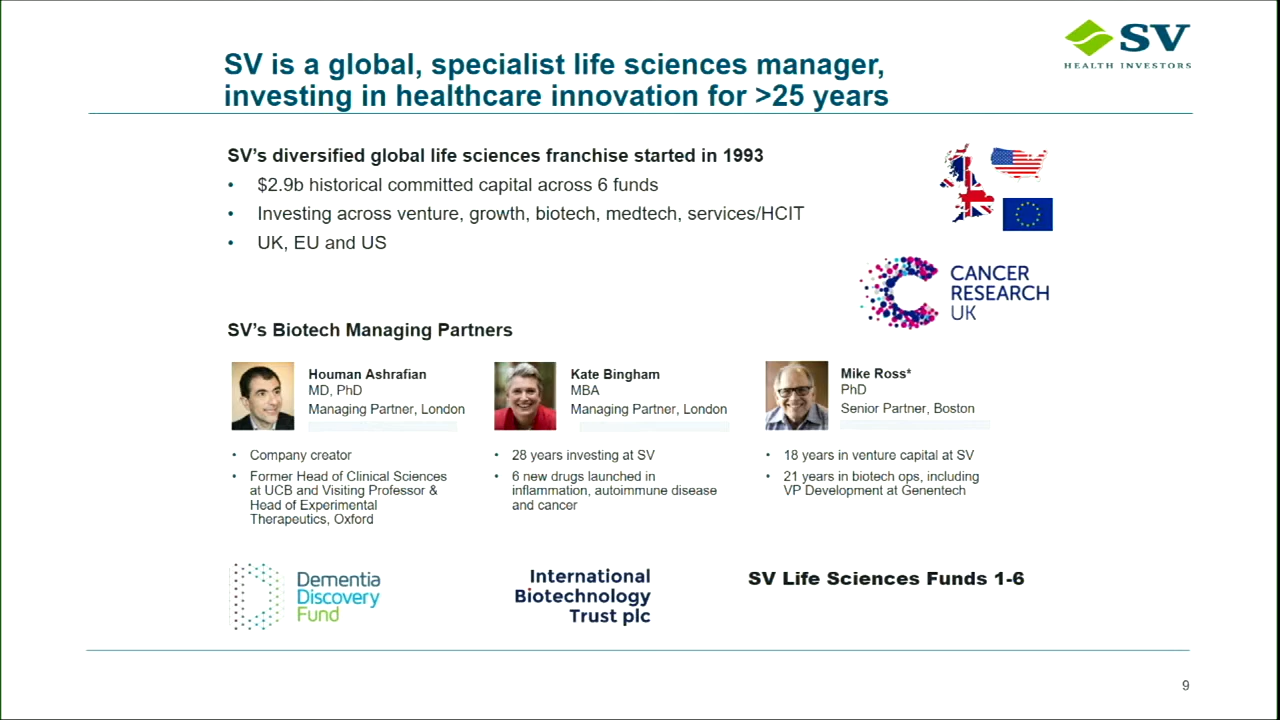 SV
HEALTH INVESTORS
SV is a global, specialist life sciences manager,
investing in healthcare innovation for >25 years
SV's diversified global life sciences franchise started in 1993
• $2.9b historical committed capital across 6 funds
• Investing across venture, growth, biotech, medtech, services/HCIT
• UK, EU and US
CANCER
RESEARCH
UK
SV's Biotech Managing Partners
Houman Ashrafian
MD, PhD
Managing Partner, London
• Company creator
• Former Head of Clinical Sciences
at UCB and Visiting Professor &
Head of Experimental
Therapeutics, Oxford
Kate Bingham
MBA
Managing Partner, London
• 28 years investing at SV
• 6 new drugs launched in
inflammation, autoimmune disease
and cancer
Mike Ross*
PhD
Senior Partner, Boston
• 18 years in venture capital at SV
• 21 years in biotech ops, including
VP Development at Genentech
Dementia
Discovery
Fund
International
Biotechnology
Trust plc
SV Life Sciences Funds 1-6
9